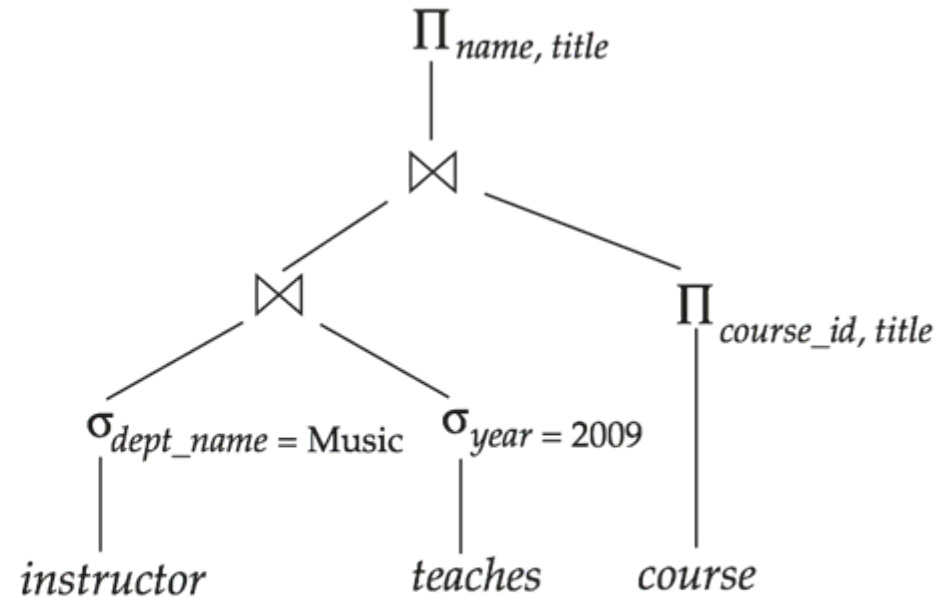 Π name, title
⋈
⋈
Π course_id, title
σ dept_name = Music
σ year = 2009
instructor
teaches
course